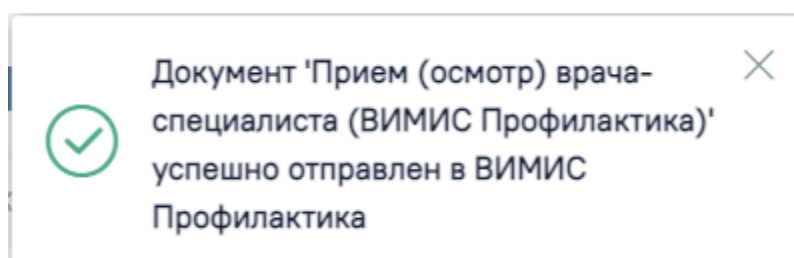 Документ 'Прием (осмотр) врача-
специалиста (ВИМИС Профилактика)'
успешно отправлен в ВИМИС
Профилактика